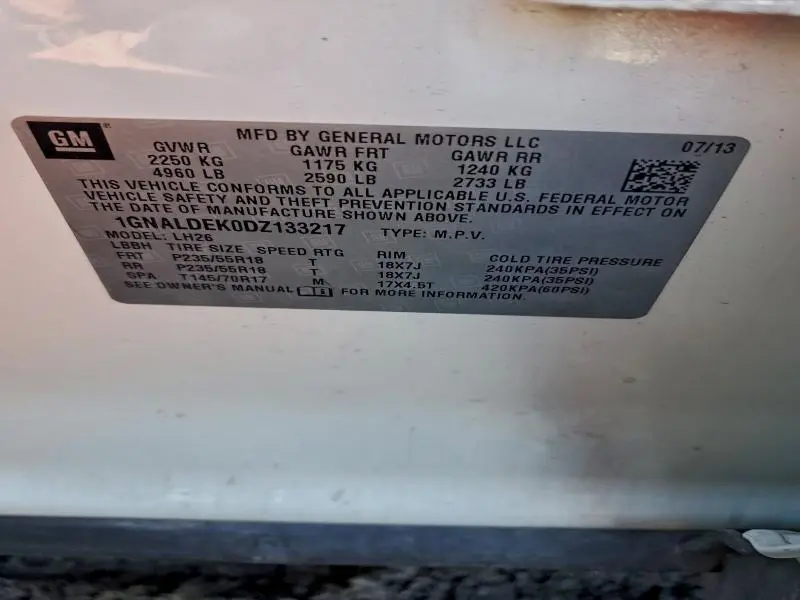 GM
MFD BY GENERAL MOTORS LLC 07/13
GVWR GAWR FRT GAWR RR
2250 KG 1175 KG 1240 KG
4960 LB 2590 LB 2733 LB
THIS VEHICLE CONFORMS TO ALL APPLICABLE U.S. FEDERAL MOTOR
VEHICLE SAFETY AND THEFT PREVENTION STANDARDS IN EFFECT ON
THE DATE OF MANUFACTURE SHOWN ABOVE.
1GNALDEK0DZ133217 TYPE: M.P.V.
MODEL: LH26
LBBH TIRE SIZE SPEED RTG RIM COLD TIRE PRESSURE
FRT P235/55R18 T 18X7J 240KPA(35PSI)
RR P235/55R18 T 18X7J 240KPA(35PSI)
SPA T145/70R17 M 17X4.5T 420KPA(60PSI)
SEE OWNER'S MANUAL FOR MORE INFORMATION.